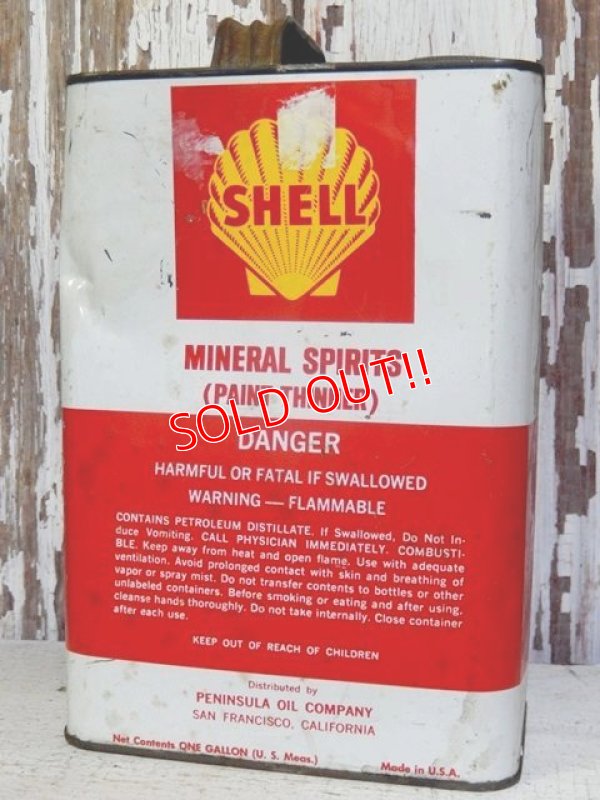 SHELL
MINERAL SPIRITS
(PAINT THINNER)
SOLD OUT!!
DANGER
HARMFUL OR FATAL IF SWALLOWED
WARNING — FLAMMABLE
CONTAINS PETROLEUM DISTILLATE. If Swallowed, Do Not In-
duce Vomiting. CALL PHYSICIAN IMMEDIATELY. COMBUSTI-
BLE. Keep away from heat and open flame. Use with adequate
ventilation. Avoid prolonged contact with skin and breathing of
vapor or spray mist. Do not transfer contents to bottles or other
unlabeled containers. Before smoking or eating and after using,
cleanse hands thoroughly. Do not take internally. Close container
after each use.
KEEP OUT OF REACH OF CHILDREN
Distributed by
PENINSULA OIL COMPANY
SAN FRANCISCO, CALIFORNIA
Net Contents ONE GALLON (U. S. Meas.)
Made in U.S.A.